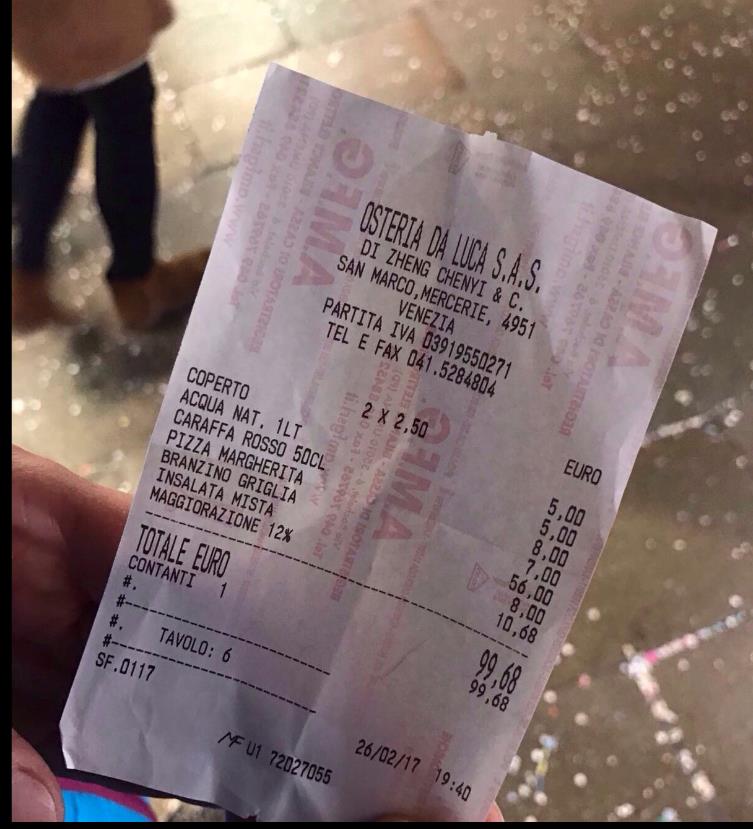 OSTERIA DA LUCA S.A.S.
DI ZHENG CHENYI & C.
SAN MARCO,MERCERIE, 4951
VENEZIA
PARTITA IVA 03919550271
TEL E FAX 041.5284804
EURO
COPERTO 2 X 2,50 5,00
ACQUA NAT. 1LT 5,00
CARAFFA ROSSO 50CL 8,00
PIZZA MARGHERITA 7,00
BRANZINO GRIGLIA 56,00
INSALATA MISTA 8,00
MAGGIORAZIONE 12% 10,68
TOTALE EURO 99,68
CONTANTI 1 99,68
#.
#
#. TAVOLO: 6
#
SF.0117 26/02/17 19:40
MF U1 72027055
A.M.F.G.
A.M.F.G.
A.M.F.G.